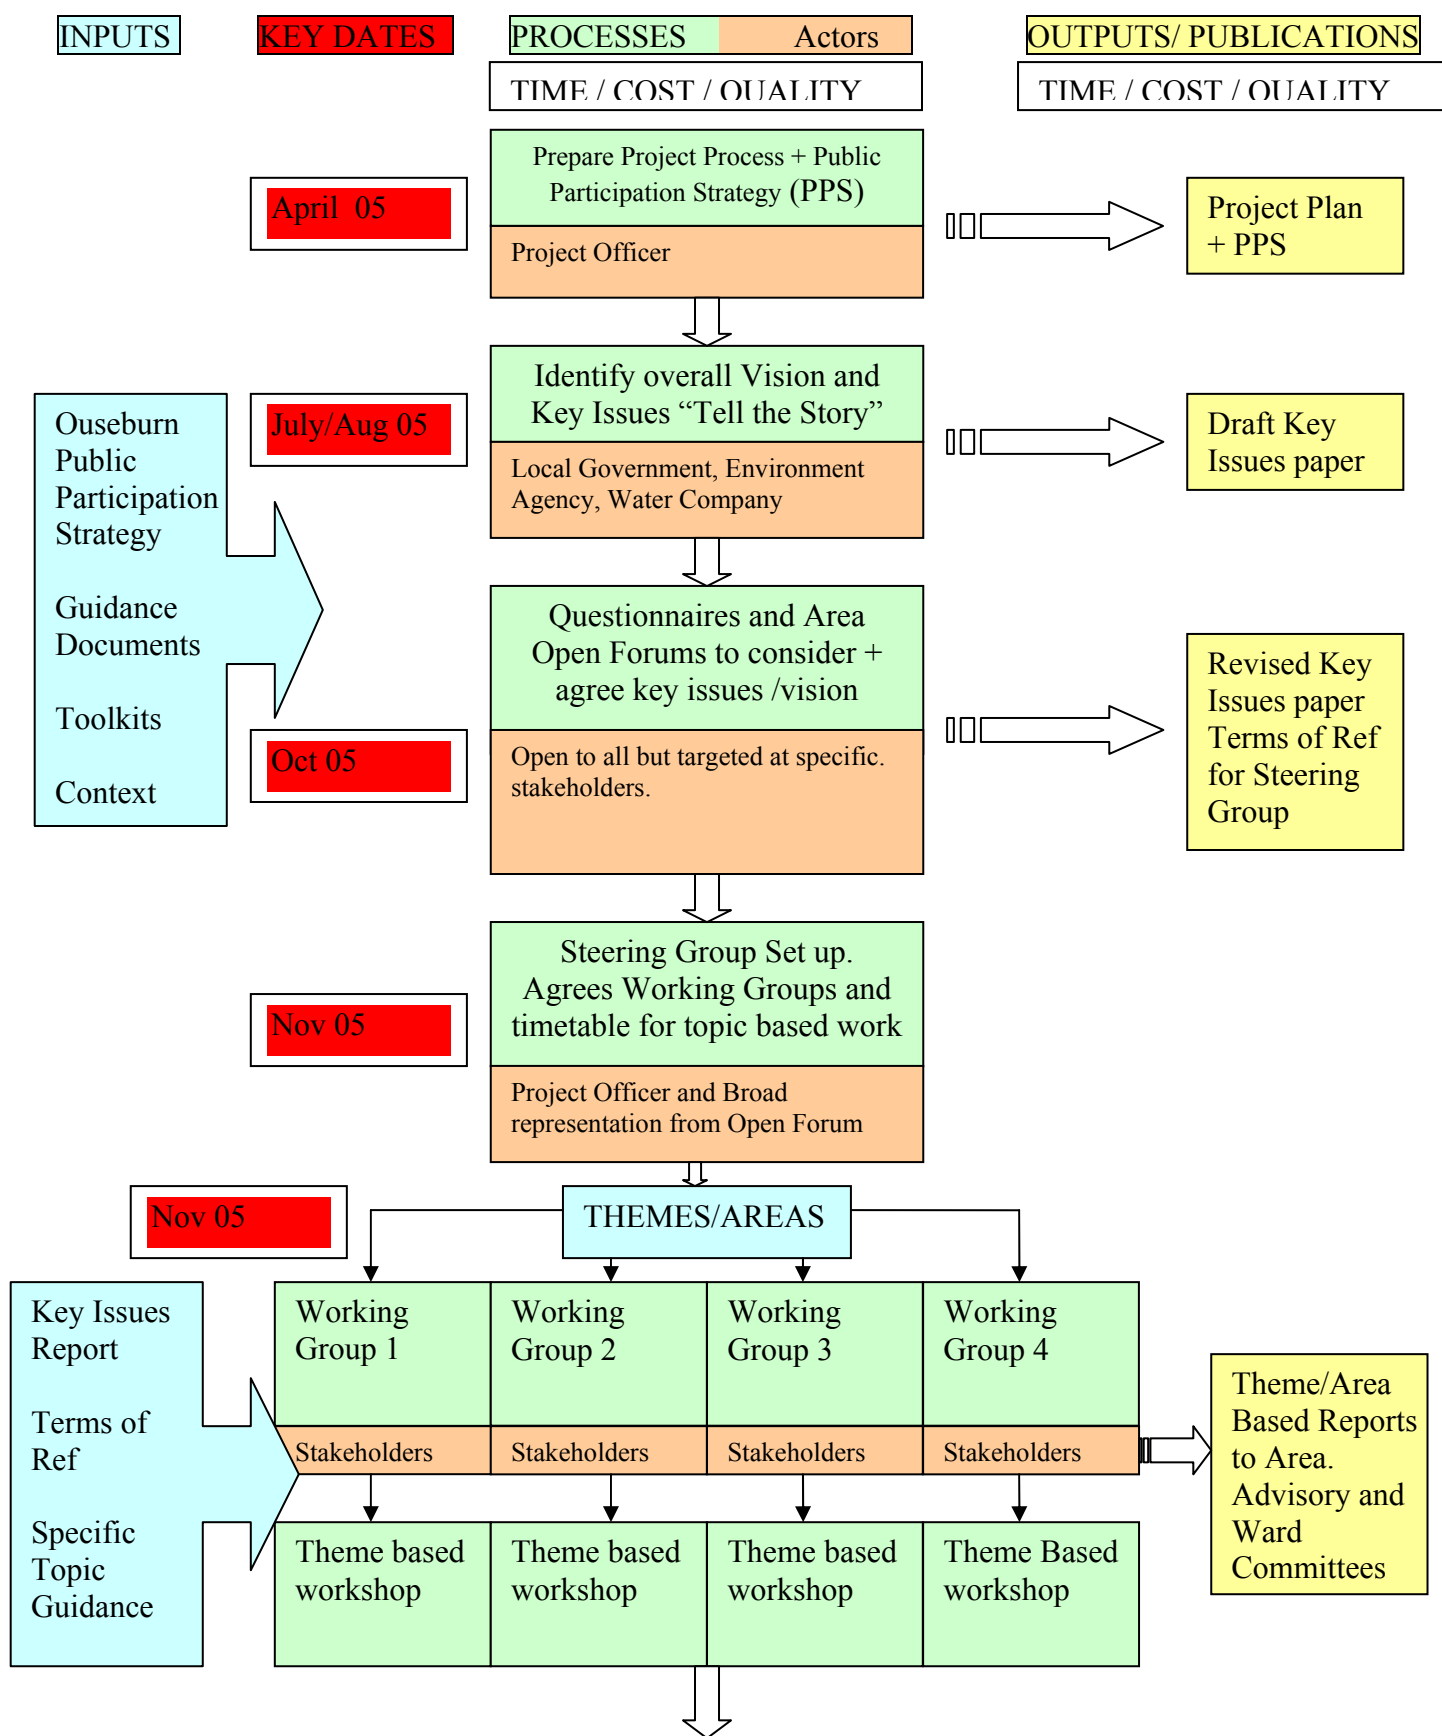 INPUTS
KEY DATES
PROCESSES Actors
OUTPUTS/ PUBLICATIONS
TIME / COST / QUALITY
TIME / COST / QUALITY
Prepare Project Process + Public
Participation Strategy (PPS)
Project Officer
April 05
Project Plan
+ PPS
Identify overall Vision and
Key Issues “Tell the Story”
Local Government, Environment
Agency, Water Company
July/Aug 05
Draft Key
Issues paper
Ouseburn
Public
Participation
Strategy
Guidance
Documents
Toolkits
Context
Questionnaires and Area
Open Forums to consider +
agree key issues /vision
Open to all but targeted at specific.
stakeholders.
Oct 05
Revised Key
Issues paper
Terms of Ref
for Steering
Group
Steering Group Set up.
Agrees Working Groups and
timetable for topic based work
Project Officer and Broad
representation from Open Forum
Nov 05
Nov 05
THEMES/AREAS
Key Issues
Report
Terms of
Ref
Specific
Topic
Guidance
Working
Group 1
Working
Group 2
Working
Group 3
Working
Group 4
Stakeholders
Stakeholders
Stakeholders
Stakeholders
Theme based
workshop
Theme based
workshop
Theme based
workshop
Theme Based
workshop
Theme/Area
Based Reports
to Area.
Advisory and
Ward
Committees